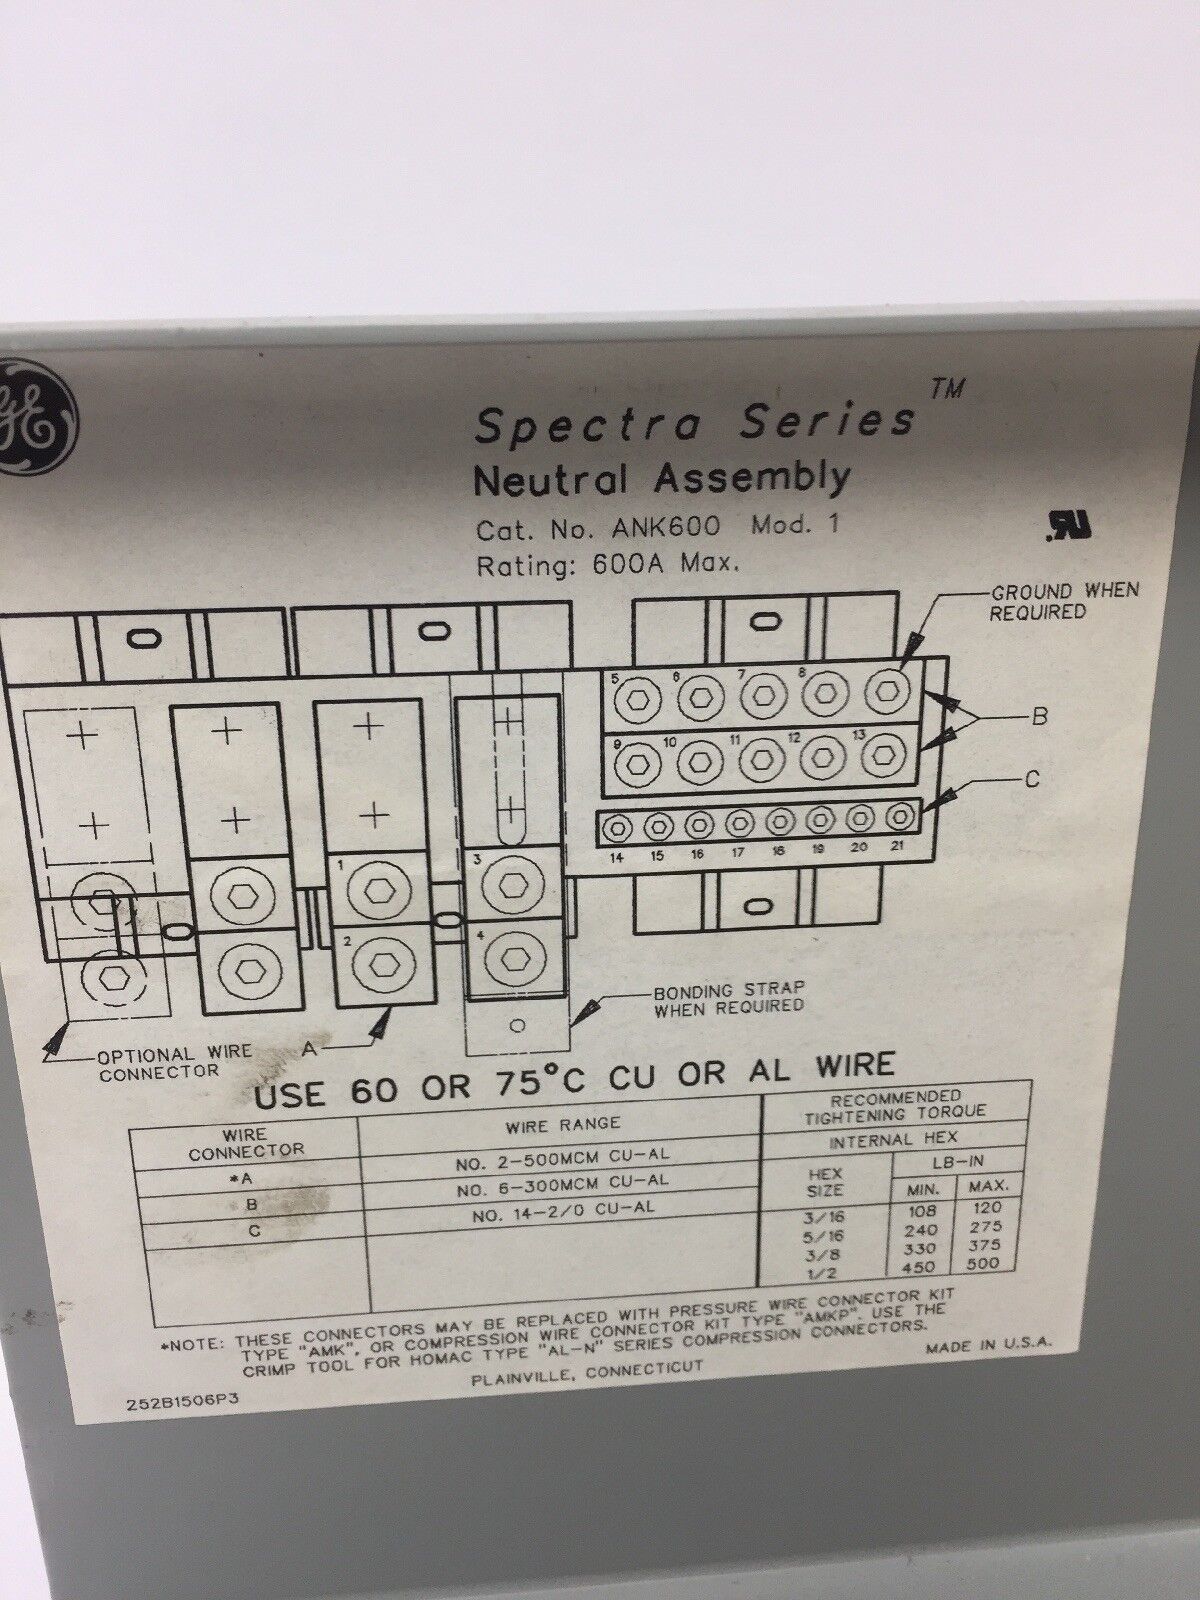 GE
Spectra Series TM
Neutral Assembly
Cat. No. ANK600 Mod. 1
Rating: 600A Max.
GROUND WHEN
REQUIRED
5 6 7 8
B
9 10 11 12 13
C
14 15 16 17 18 19 20 21
1 3
2 4
BONDING STRAP
WHEN REQUIRED
OPTIONAL WIRE
CONNECTOR
A
USE 60 OR 75°C CU OR AL WIRE
WIRE
CONNECTOR
WIRE RANGE
RECOMMENDED
TIGHTENING TORQUE
INTERNAL HEX
*A NO. 2-500MCM CU-AL
B NO. 6-300MCM CU-AL
C NO. 14-2/0 CU-AL
HEX
SIZE
LB-IN
MIN. MAX.
3/16 108 120
5/16 240 275
3/8 330 375
1/2 450 500
*NOTE: THESE CONNECTORS MAY BE REPLACED WITH PRESSURE WIRE CONNECTOR KIT
TYPE "AMK", OR COMPRESSION WIRE CONNECTOR KIT TYPE "AMKP". USE THE
CRIMP TOOL FOR HOMAC TYPE "AL-N" SERIES COMPRESSION CONNECTORS.
PLAINVILLE, CONNECTICUT
MADE IN U.S.A.
252B1506P3